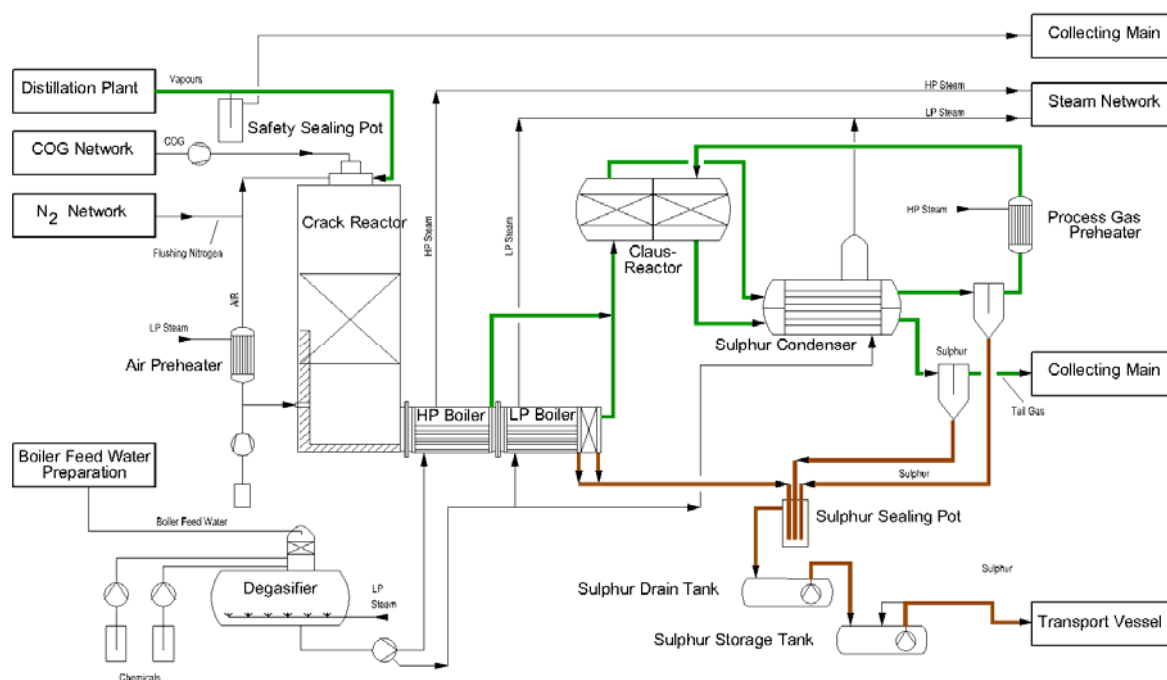 Collecting Main
Vapours
Distillation Plant
HP Steam
Steam Network
Safety Sealing Pot
LP Steam
COG Network
COG
N2 Network
Crack Reactor
HP Steam
Process Gas
Preheater
Flushing Nitrogen
Claus-
Reactor
HP Steam
LP Steam
AIR
LP Steam
Air Preheater
Sulphur Condenser
Sulphur
Collecting Main
Tail Gas
HP Boiler
LP Boiler
Boiler Feed Water
Preparation
Sulphur
Sulphur Sealing Pot
Boiler Feed Water
Degasifier
LP
Steam
Sulphur Drain Tank
Sulphur
Sulphur Storage Tank
Transport Vessel
Chemicals